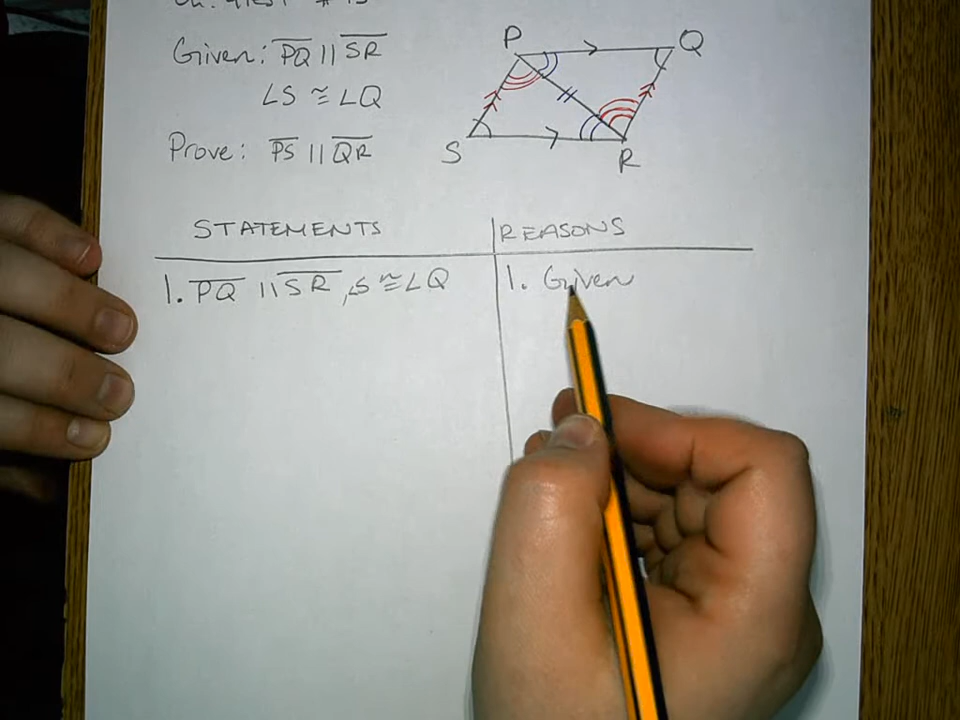 Given: PQ || SR
∠S ≅ ∠Q
Prove: PS || QR
P
Q
S
R
STATEMENTS REASONS
1. PQ || SR, ∠S ≅ ∠Q 1. Given